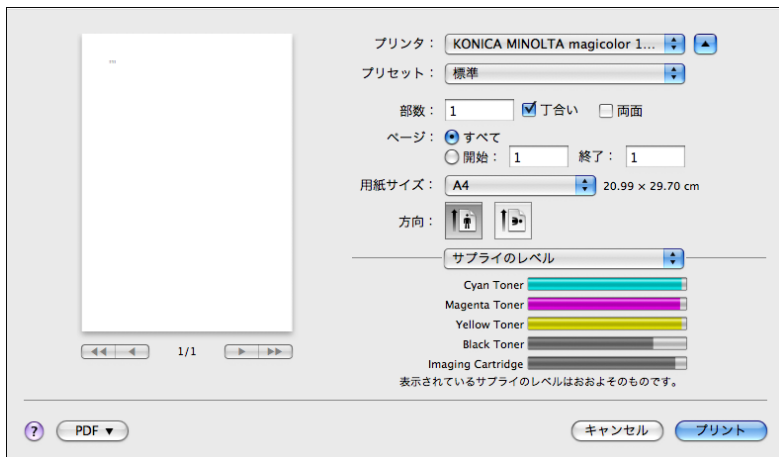 プリンタ： KONICA MINOLTA magicolor 1...
プリセット： 標準
部数： 1 丁合い 両面
ページ： すべて
開始： 1 終了： 1
用紙サイズ： A4 20.99 × 29.70 cm
方向：
サプライのレベル
Cyan Toner
Magenta Toner
Yellow Toner
Black Toner
Imaging Cartridge
表示されているサプライのレベルはおおよそのものです。
1/1
? PDF ▼ キャンセル プリント